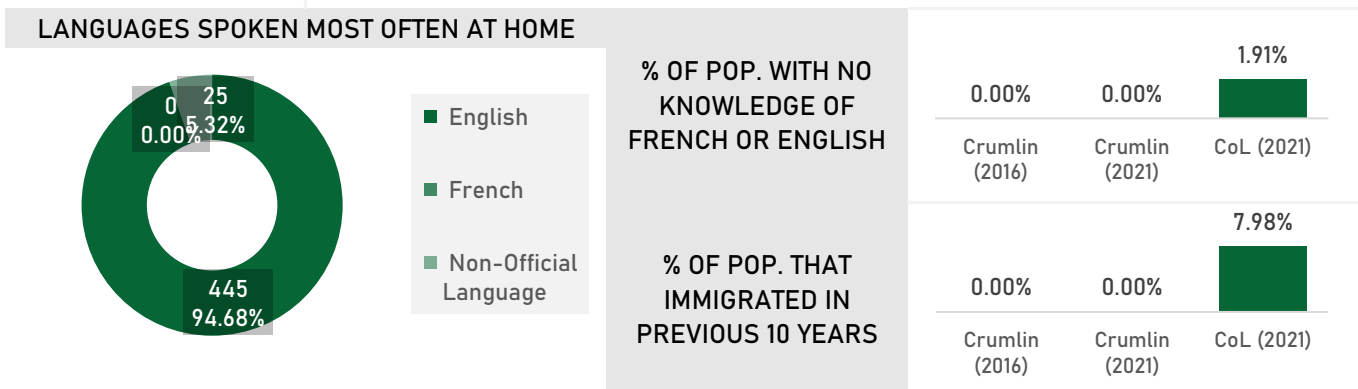 LANGUAGES SPOKEN MOST OFTEN AT HOME
0
0.00%
25
5.32%
445
94.68%
English
French
Non-Official
Language
% OF POP. WITH NO
KNOWLEDGE OF
FRENCH OR ENGLISH
0.00%
0.00%
1.91%
Crumlin
(2016)
Crumlin
(2021)
CoL (2021)
% OF POP. THAT
IMMIGRATED IN
PREVIOUS 10 YEARS
0.00%
0.00%
7.98%
Crumlin
(2016)
Crumlin
(2021)
CoL (2021)